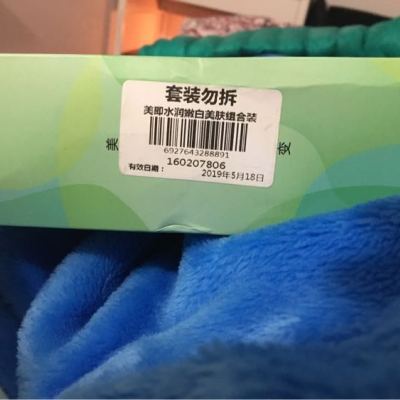 套装勿拆
美即水润嫩白美肤组合装
6927643288891
160207806
有效日期：
2019年5月18日
美
变